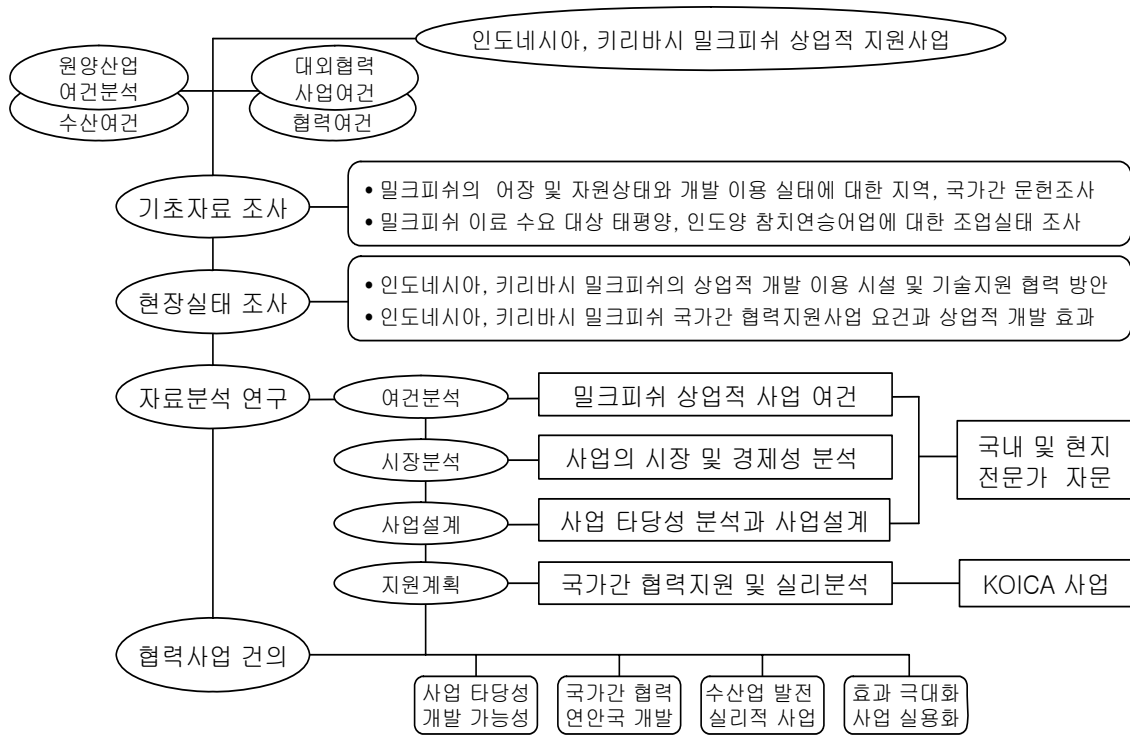 인도네시아, 키리바시 밀크피쉬 상업적 지원사업
원양산업
여건분석
수산여건
대외협력
사업여건
협력여건
기초자료 조사
• 밀크피쉬의 어장 및 자원상태와 개발 이용 실태에 대한 지역, 국가간 문헌조사
• 밀크피쉬 이료 수요 대상 태평양, 인도양 참치연승어업에 대한 조업실태 조사
현장실태 조사
• 인도네시아, 키리바시 밀크피쉬의 상업적 개발 이용 시설 및 기술지원 협력 방안
• 인도네시아, 키리바시 밀크피쉬 국가간 협력지원사업 요건과 상업적 개발 효과
자료분석 연구
여건분석
밀크피쉬 상업적 사업 여건
시장분석
사업의 시장 및 경제성 분석
국내 및 현지
전문가 자문
사업설계
사업 타당성 분석과 사업설계
지원계획
국가간 협력지원 및 실리분석
KOICA 사업
협력사업 건의
사업 타당성
개발 가능성
국가간 협력
연안국 개발
수산업 발전
실리적 사업
효과 극대화
사업 실용화